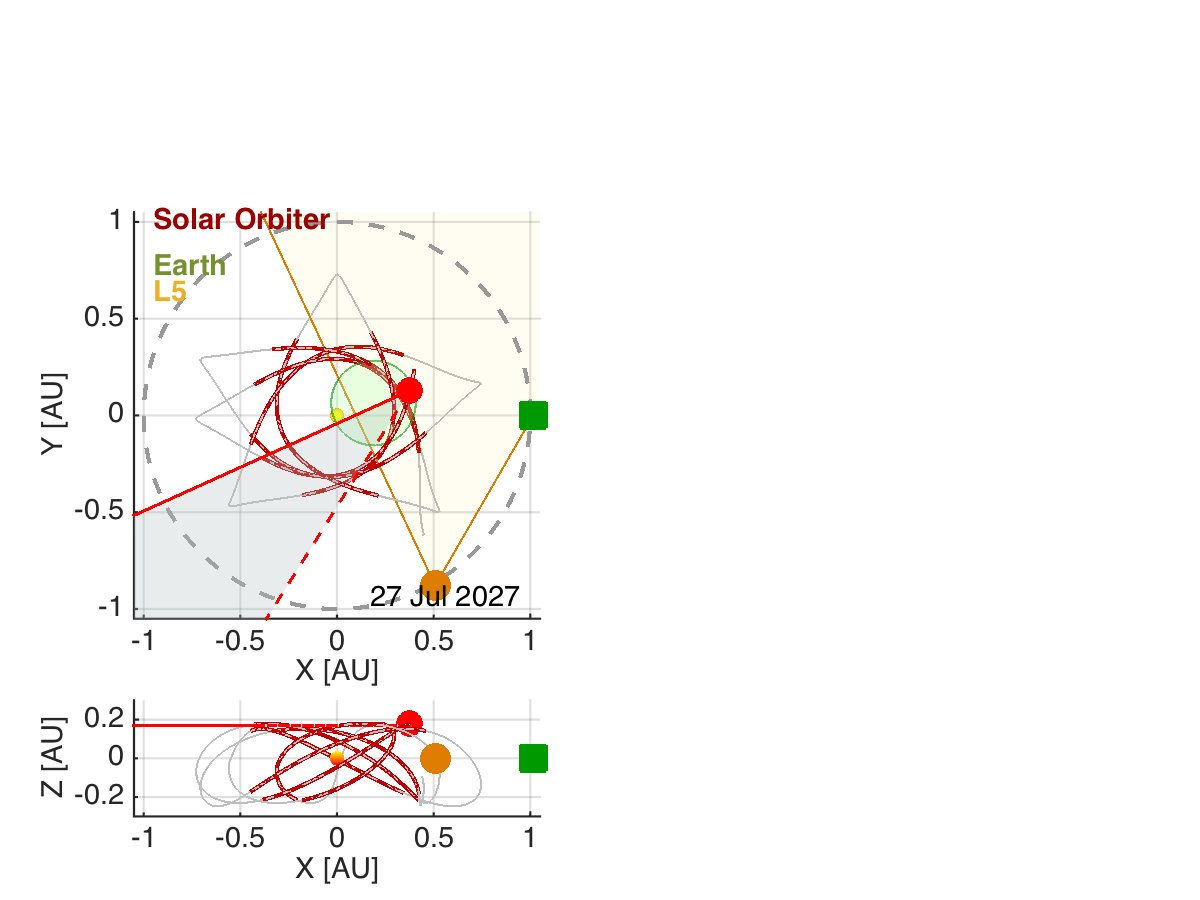 1
Solar Orbiter
Earth
L5
0.5
0
-0.5
-1
Y [AU]
27 Jul 2027
-1 -0.5 0 0.5 1
X [AU]
0.2
0
-0.2
Z [AU]
-1 -0.5 0 0.5 1
X [AU]